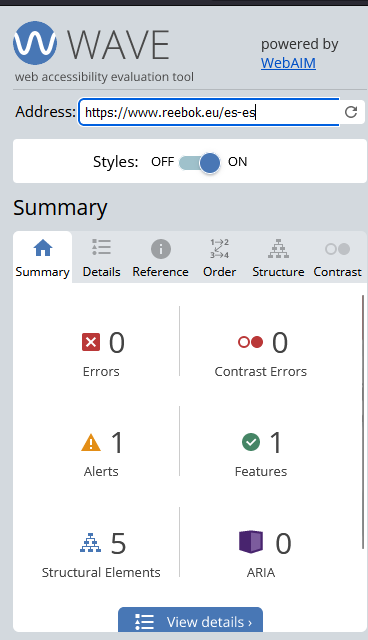 WAVE
powered by
WebAIM
web accessibility evaluation tool
Address: https://www.reebok.eu/es-es
Styles: OFF ON
Summary
Summary Details Reference Order Structure Contrast
0 0
Errors Contrast Errors
1 1
Alerts Features
5 0
Structural Elements ARIA
View details ›